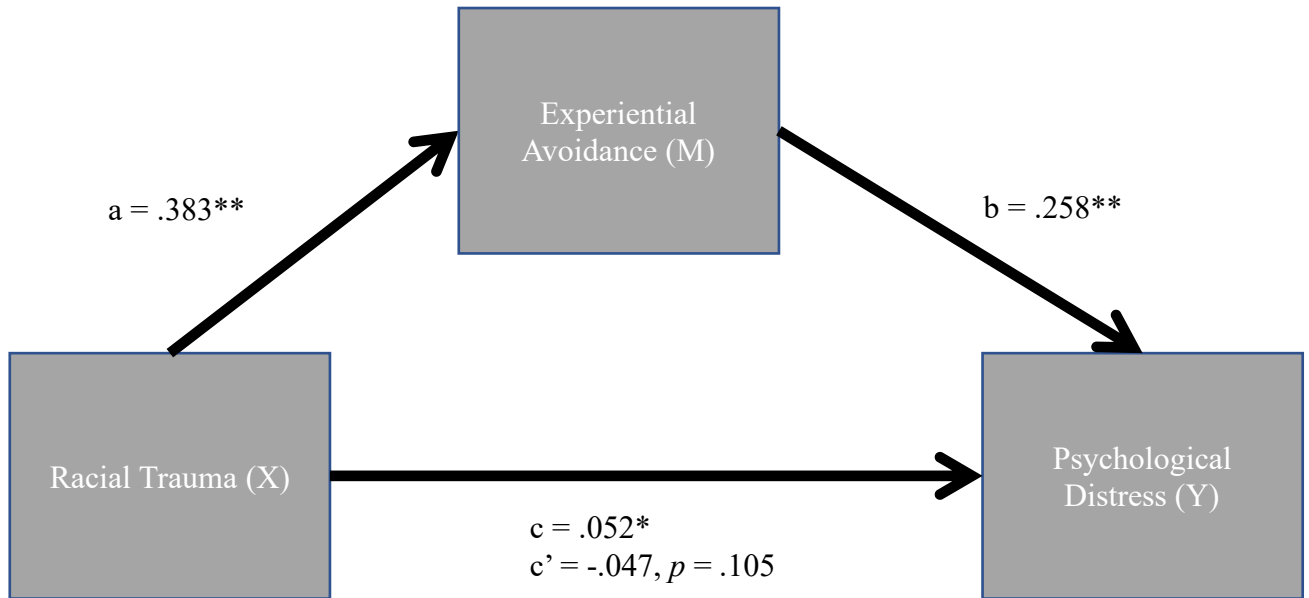 Experiential
Avoidance (M)
a = .383**
b = .258**
Racial Trauma (X)
Psychological
Distress (Y)
c = .052*
c’ = -.047, p = .105